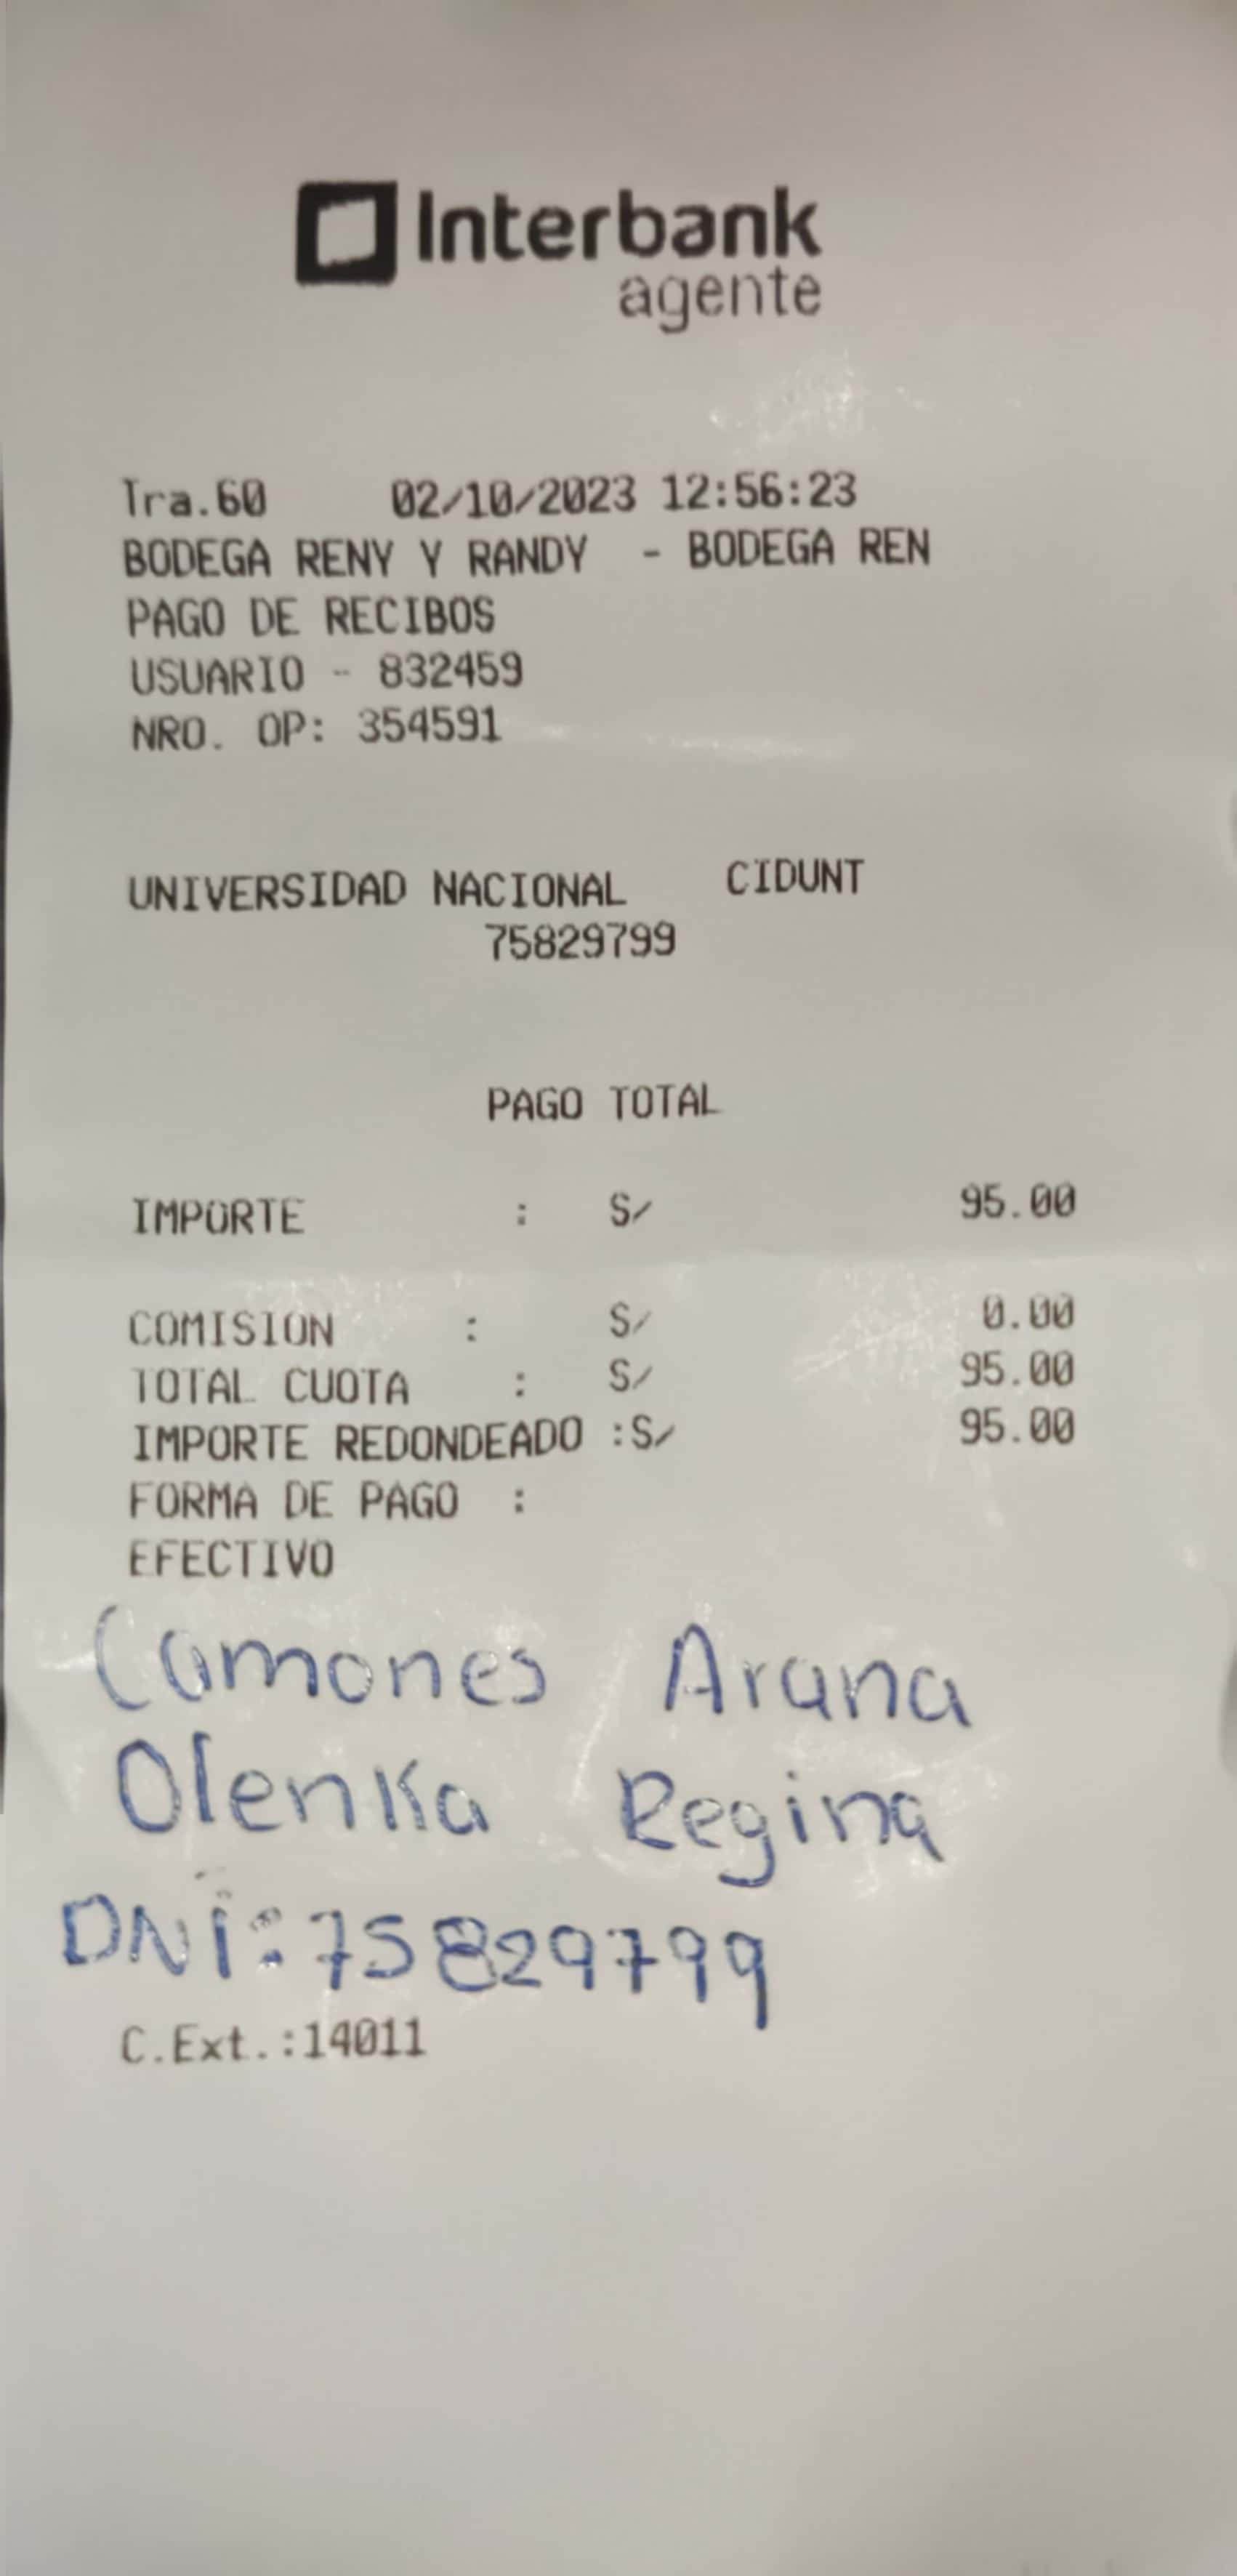 Interbank
agente
Tra.60 02/10/2023 12:56:23
BODEGA RENY Y RANDY - BODEGA REN
PAGO DE RECIBOS
USUARIO - 832459
NRO. OP: 354591
UNIVERSIDAD NACIONAL CIDUNT
75829799
PAGO TOTAL
IMPORTE : S/ 95.00
COMISION : S/ 0.00
TOTAL CUOTA : S/ 95.00
IMPORTE REDONDEADO :S/ 95.00
FORMA DE PAGO :
EFECTIVO
Camones Arana
Olenka Regina
DNI:75829799
C.Ext.:14011